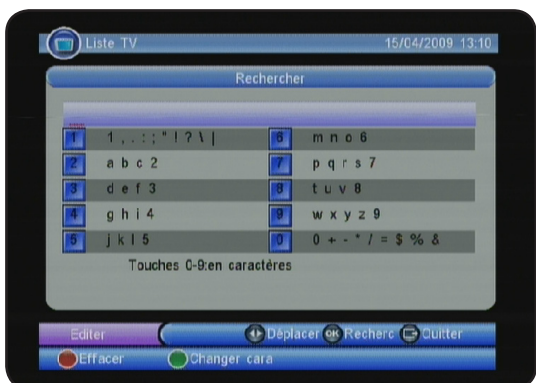 Liste TV 15/04/2009 13:10
Rechercher
1 1 , . : ; " ! ? \ |
6 m n o 6
2 a b c 2
7 p q r s 7
3 d e f 3
8 t u v 8
4 g h i 4
9 w x y z 9
5 j k l 5
0 0 + - * / = $ % &
Touches 0-9:en caractères
Editer Déplacer OK Recherc Quitter
Effacer Changer cara